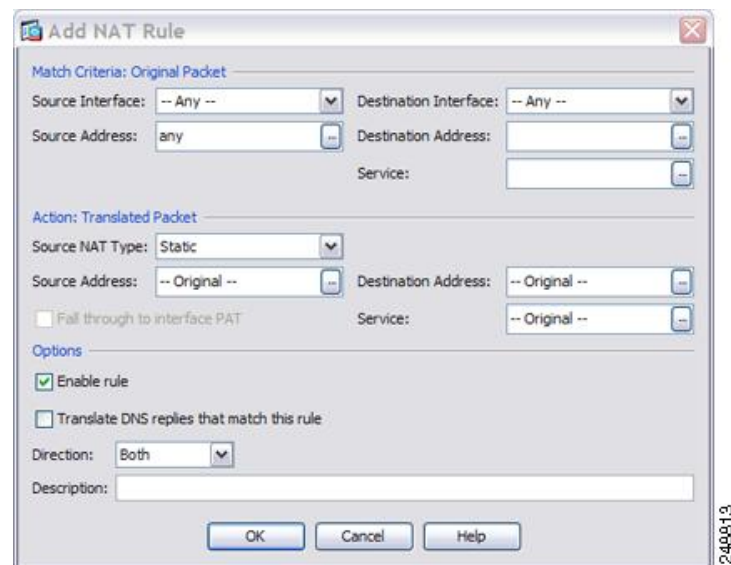 Add NAT Rule
Match Criteria: Original Packet
Source Interface: -- Any -- Destination Interface: -- Any --
Source Address: any ... Destination Address: ...
Service: ...
Action: Translated Packet
Source NAT Type: Static
Source Address: -- Original -- ... Destination Address: -- Original -- ...
Fall through to interface PAT Service: -- Original -- ...
Options
Enable rule
Translate DNS replies that match this rule
Direction: Both
Description:
OK Cancel Help
248813